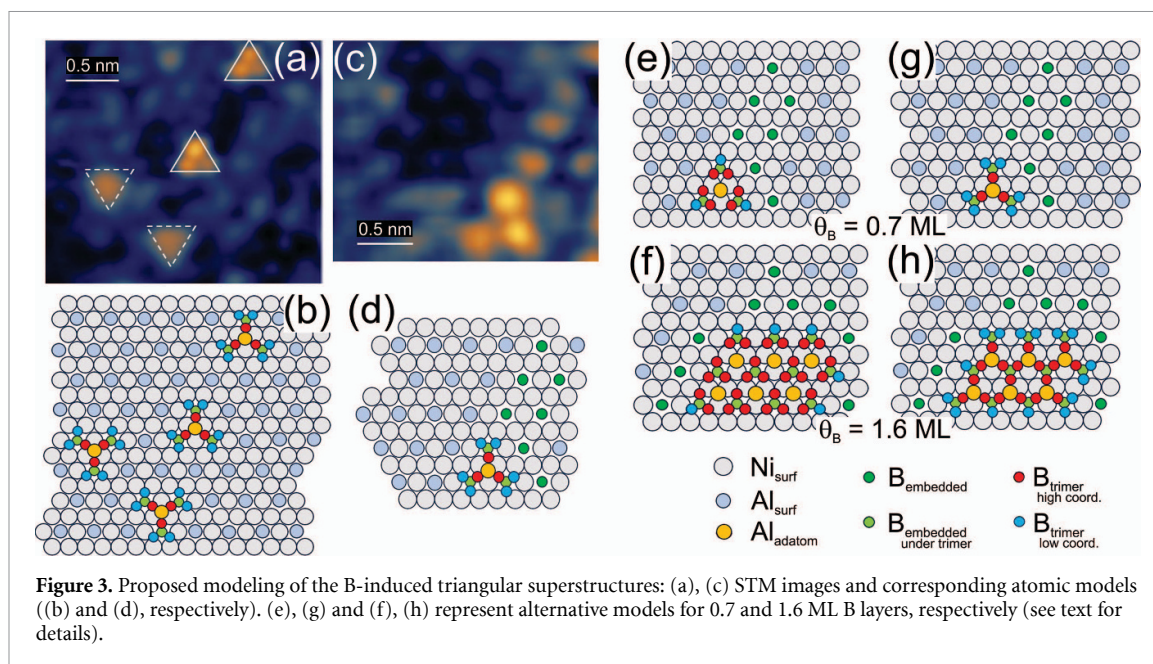 (a)
0.5 nm
(c)
0.5 nm
(b)
(d)
(e)
(g)
θB = 0.7 ML
(f)
(h)
θB = 1.6 ML
Nisurf
Alsurf
Aladatom
Bembedded
Bembedded
under trimer
Btrimer
high coord.
Btrimer
low coord.
Figure 3. Proposed modeling of the B-induced triangular superstructures: (a), (c) STM images and corresponding atomic models
((b) and (d), respectively). (e), (g) and (f), (h) represent alternative models for 0.7 and 1.6 ML B layers, respectively (see text for
details).